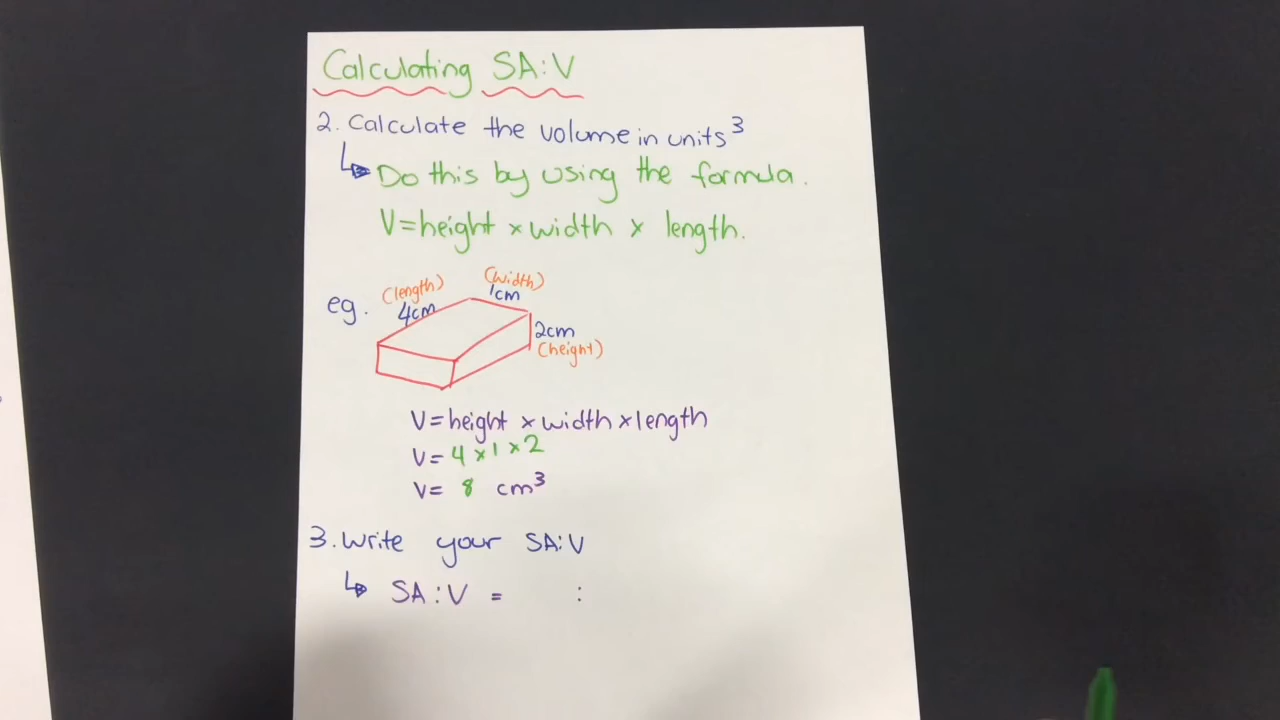 Calculating SA:V
2. Calculate the volume in units³
Do this by using the formula.
V=height × width × length.
(length) (width)
eg. 4cm 1cm
2cm
(height)
V=height × width × length
V= 4 × 1 × 2
V= 8 cm³
3. Write your SA:V
↳ SA:V = :